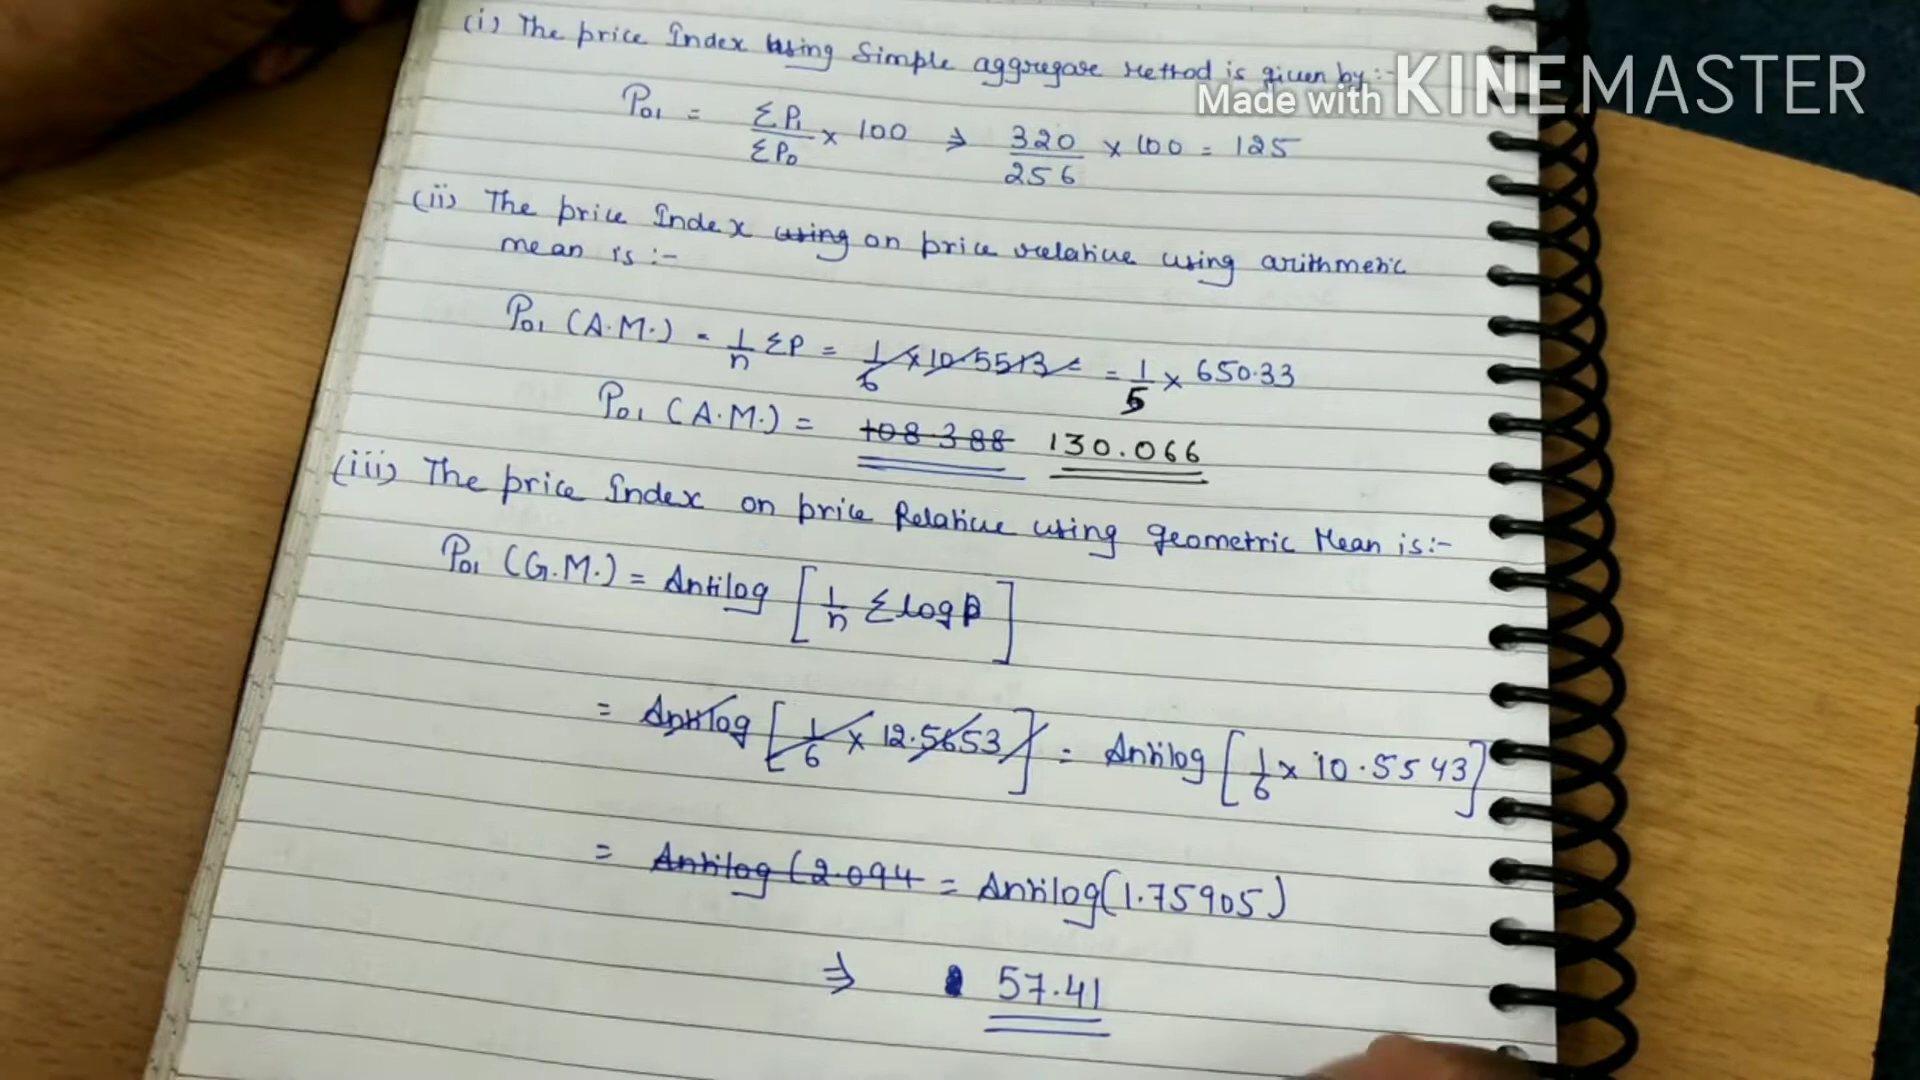 (i) The price Index using Simple aggregate Method is given by:-
Made with KINEMASTER
P₀₁ = ΣP₁/ΣP₀ × 100 ⇒ 320/256 × 100 = 125
(ii) The price Index using on price relative using arithmetic
mean is :-
P₀₁ (A.M.) = 1/n ΣP = 1/6 × 10.5513 = = 1/5 × 650.33
P₀₁ (A.M.) = 108.388 130.066
(iii) The price Index on price Relative using geometric Mean is:-
P₀₁ (G.M.) = Antilog [1/n Σlog P]
= Antilog [1/6 × 12.5653] = Antilog [1/6 × 10.5543]
= Antilog (2.094 = Antilog(1.75905)
⇒ 57.41